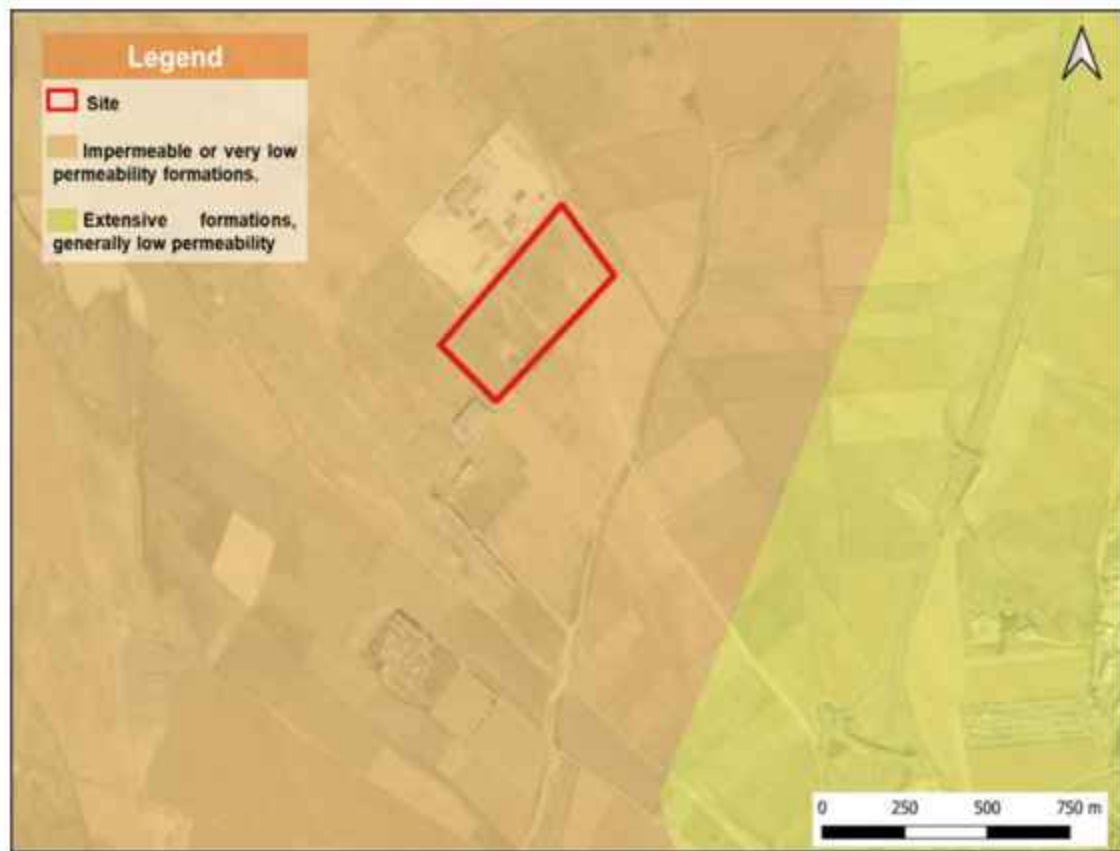 Legend
Site
Impermeable or very low
permeability formations.
Extensive formations,
generally low permeability
0 250 500 750 m